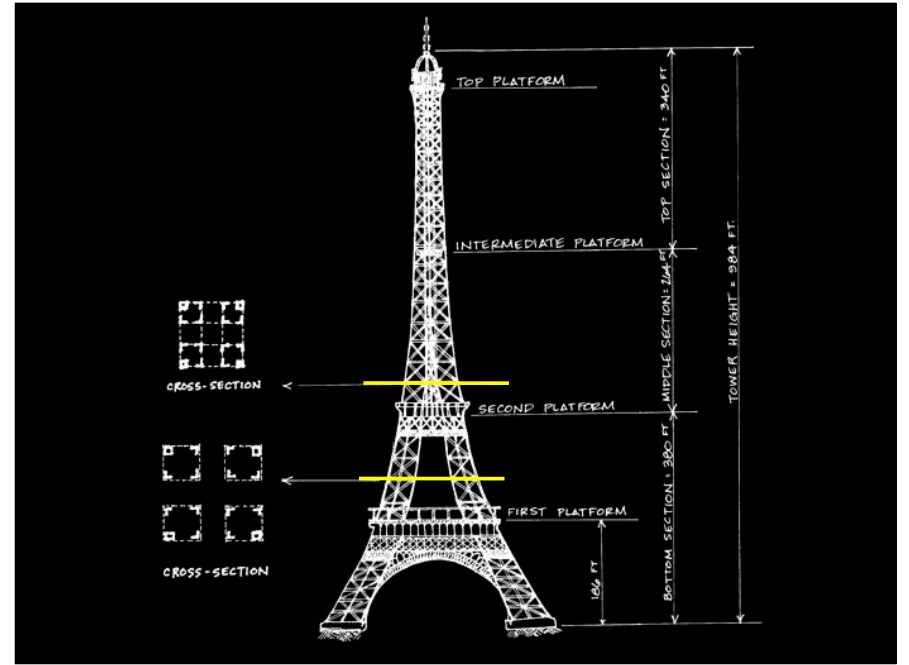 TOP PLATFORM
TOP SECTION = 340 FT
INTERMEDIATE PLATFORM
MIDDLE SECTION = 264 FT
TOWER HEIGHT = 984 FT.
CROSS-SECTION
SECOND PLATFORM
BOTTOM SECTION = 380 FT
FIRST PLATFORM
186 FT
CROSS-SECTION